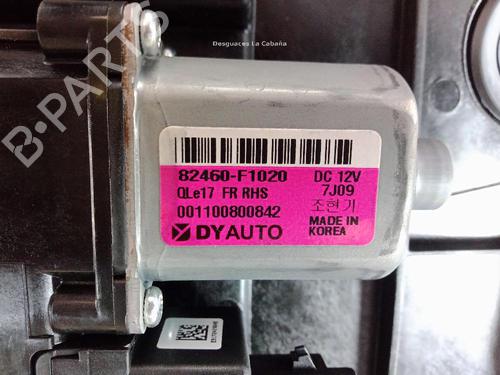 Desguaces La Cabaña
B-PARTS
82460-F1020 DC 12V
QLe17 FR RHS 7J09
001100800842 조현기
DYAUTO MADE IN
KOREA